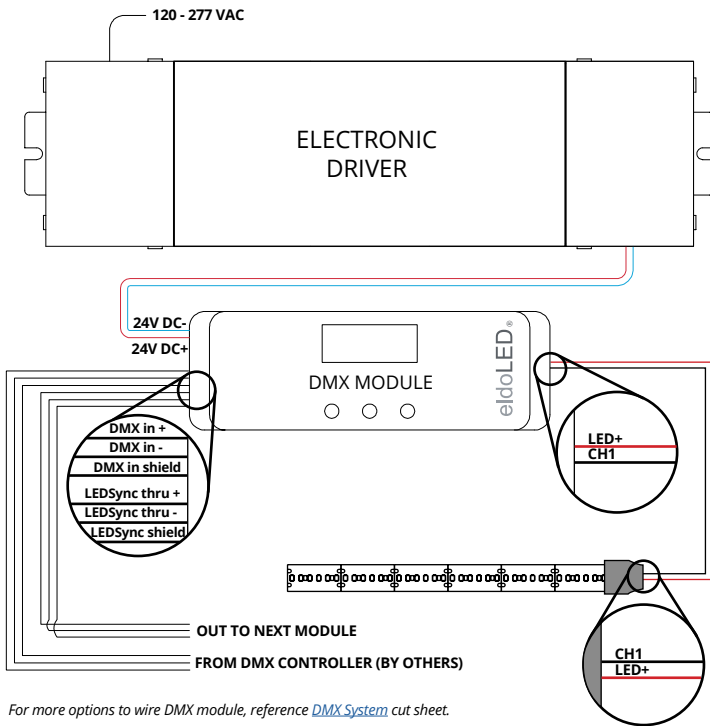 120 - 277 VAC
ELECTRONIC
DRIVER
24V DC-
24V DC+
DMX MODULE
eldoLED®
DMX in +
DMX in -
DMX in shield
LEDSync thru +
LEDSync thru -
LEDSync shield
LED+
CH1
CH1
LED+
OUT TO NEXT MODULE
FROM DMX CONTROLLER (BY OTHERS)
For more options to wire DMX module, reference DMX System cut sheet.